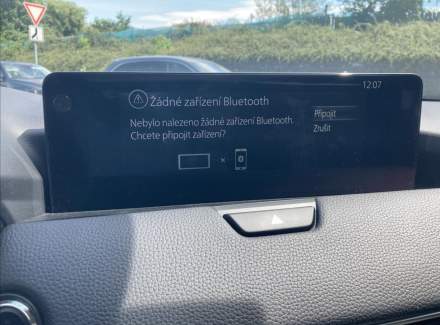 12:07
Žádné zařízení Bluetooth
Nebylo nalezeno žádné zařízení Bluetooth.
Chcete připojit zařízení?
Připojit
Zrušit